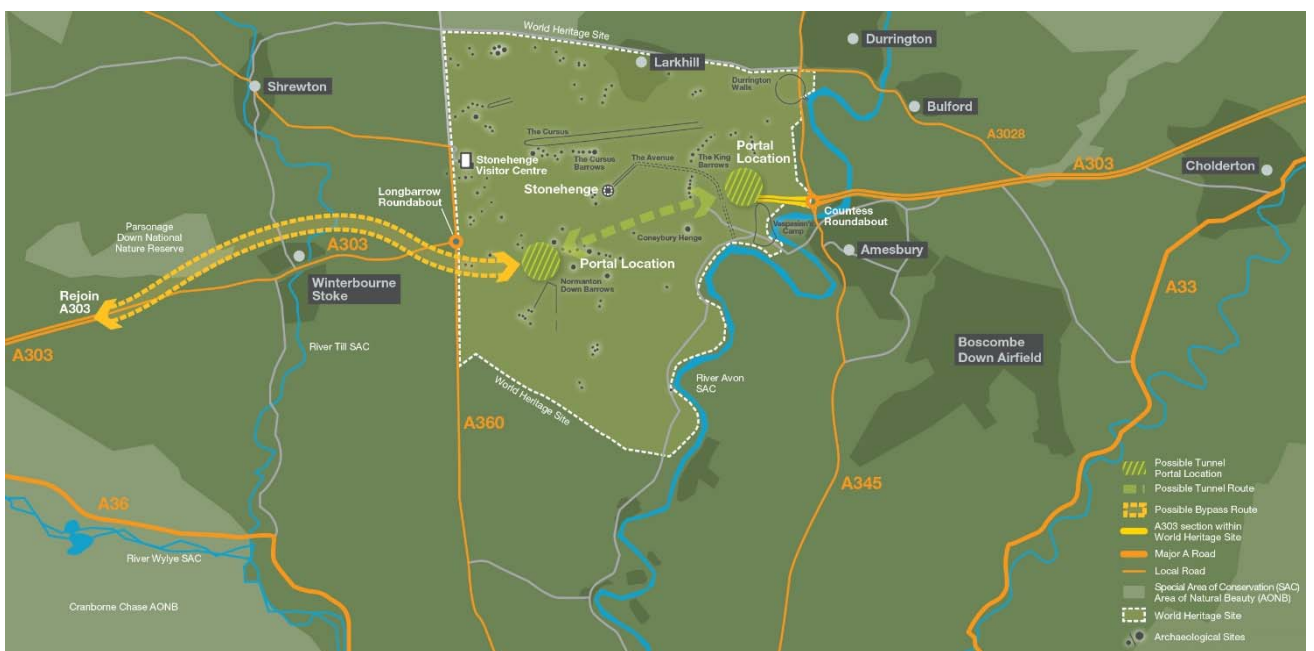 World Heritage Site
Durrington
Larkhill
Shrewton
Durrington
Walls
Bulford
A3028
The Cursus
Portal
Location
A303
Cholderton
Stonehenge
Visitor Centre
The Cursus
Barrows
The Avenue
The King
Barrows
Stonehenge
Longbarrow
Roundabout
Countess
Roundabout
Parsonage
Down National
Nature Reserve
A303
Vespasian's
Camp
Coneybury Henge
Amesbury
Portal Location
Winterbourne
Stoke
Normanton
Down Barrows
Rejoin
A303
A33
A303
River Till SAC
Boscombe
Down Airfield
River Avon
SAC
World Heritage Site
A360
A345
A36
River Wylye SAC
Cranborne Chase AONB
Possible Tunnel
Portal Location
Possible Tunnel Route
Possible Bypass Route
A303 section within
World Heritage Site
Major A Road
Local Road
Special Area of Conservation (SAC)
Area of Natural Beauty (AONB)
World Heritage Site
Archaeological Sites